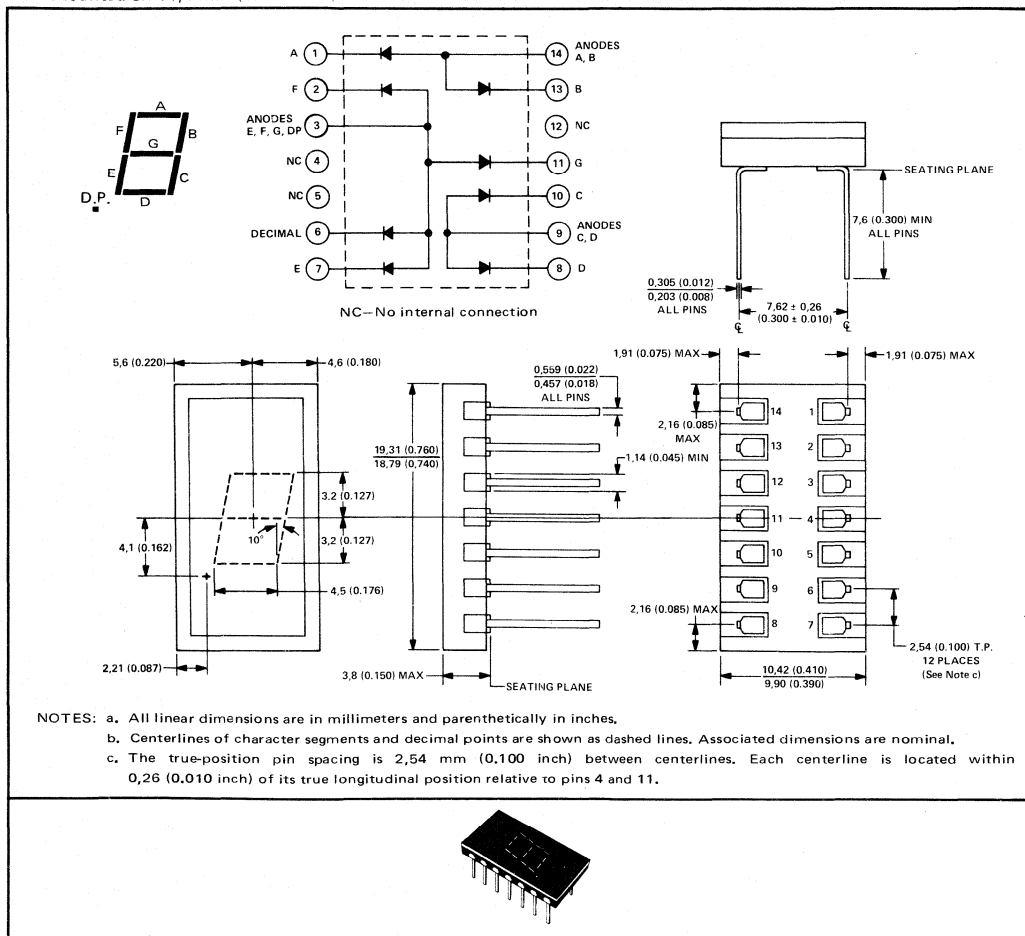 A 1
F 2
ANODES
E, F, G, DP 3
NC 4
NC 5
DECIMAL 6
E 7
14 ANODES
A, B
13 B
12 NC
11 G
10 C
9 ANODES
C, D
8 D
NC—No internal connection
A
F
B
G
E
C
D.P.
D
SEATING PLANE
7,6 (0.300) MIN
ALL PINS
0,305 (0.012)
0,203 (0.008)
ALL PINS
7,62 ± 0,26
(0.300 ± 0.010)
℄ ℄
5,6 (0.220)
4,6 (0.180)
3,2 (0.127)
3,2 (0.127)
4,1 (0.162)
10°
4,5 (0.176)
2,21 (0.087)
0,559 (0.022)
0,457 (0.018)
ALL PINS
19,31 (0.760)
18,79 (0,740)
1,14 (0.045) MIN
3,8 (0.150) MAX
SEATING PLANE
1,91 (0.075) MAX
1,91 (0.075) MAX
2,16 (0.085)
MAX
14 1
13 2
12 3
11 4
10 5
9 6
8 7
2,16 (0.085) MAX
2,54 (0.100) T.P.
12 PLACES
(See Note c)
10,42 (0.410)
9,90 (0.390)
NOTES: a. All linear dimensions are in millimeters and parenthetically in inches.
b. Centerlines of character segments and decimal points are shown as dashed lines. Associated dimensions are nominal.
c. The true-position pin spacing is 2,54 mm (0.100 inch) between centerlines. Each centerline is located within
0,26 (0.010 inch) of its true longitudinal position relative to pins 4 and 11.